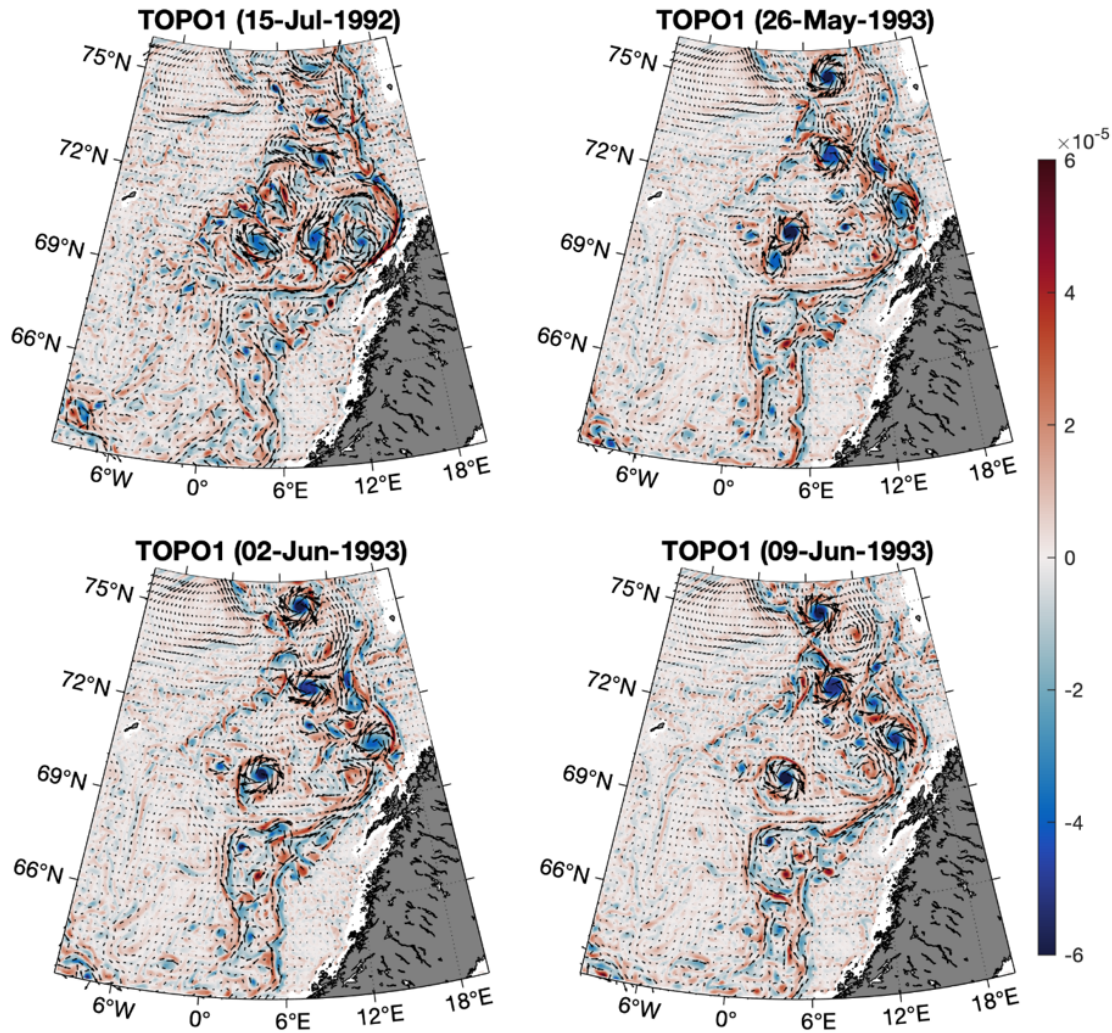 TOPO1 (15-Jul-1992)
TOPO1 (26-May-1993)
75°N
72°N
69°N
66°N
6°W
0°
6°E
12°E
18°E
75°N
72°N
69°N
66°N
6°W
0°
6°E
12°E
18°E
×10⁻⁵
6
4
2
0
-2
-4
-6
TOPO1 (02-Jun-1993)
TOPO1 (09-Jun-1993)
75°N
72°N
69°N
66°N
6°W
0°
6°E
12°E
18°E
75°N
72°N
69°N
66°N
6°W
0°
6°E
12°E
18°E